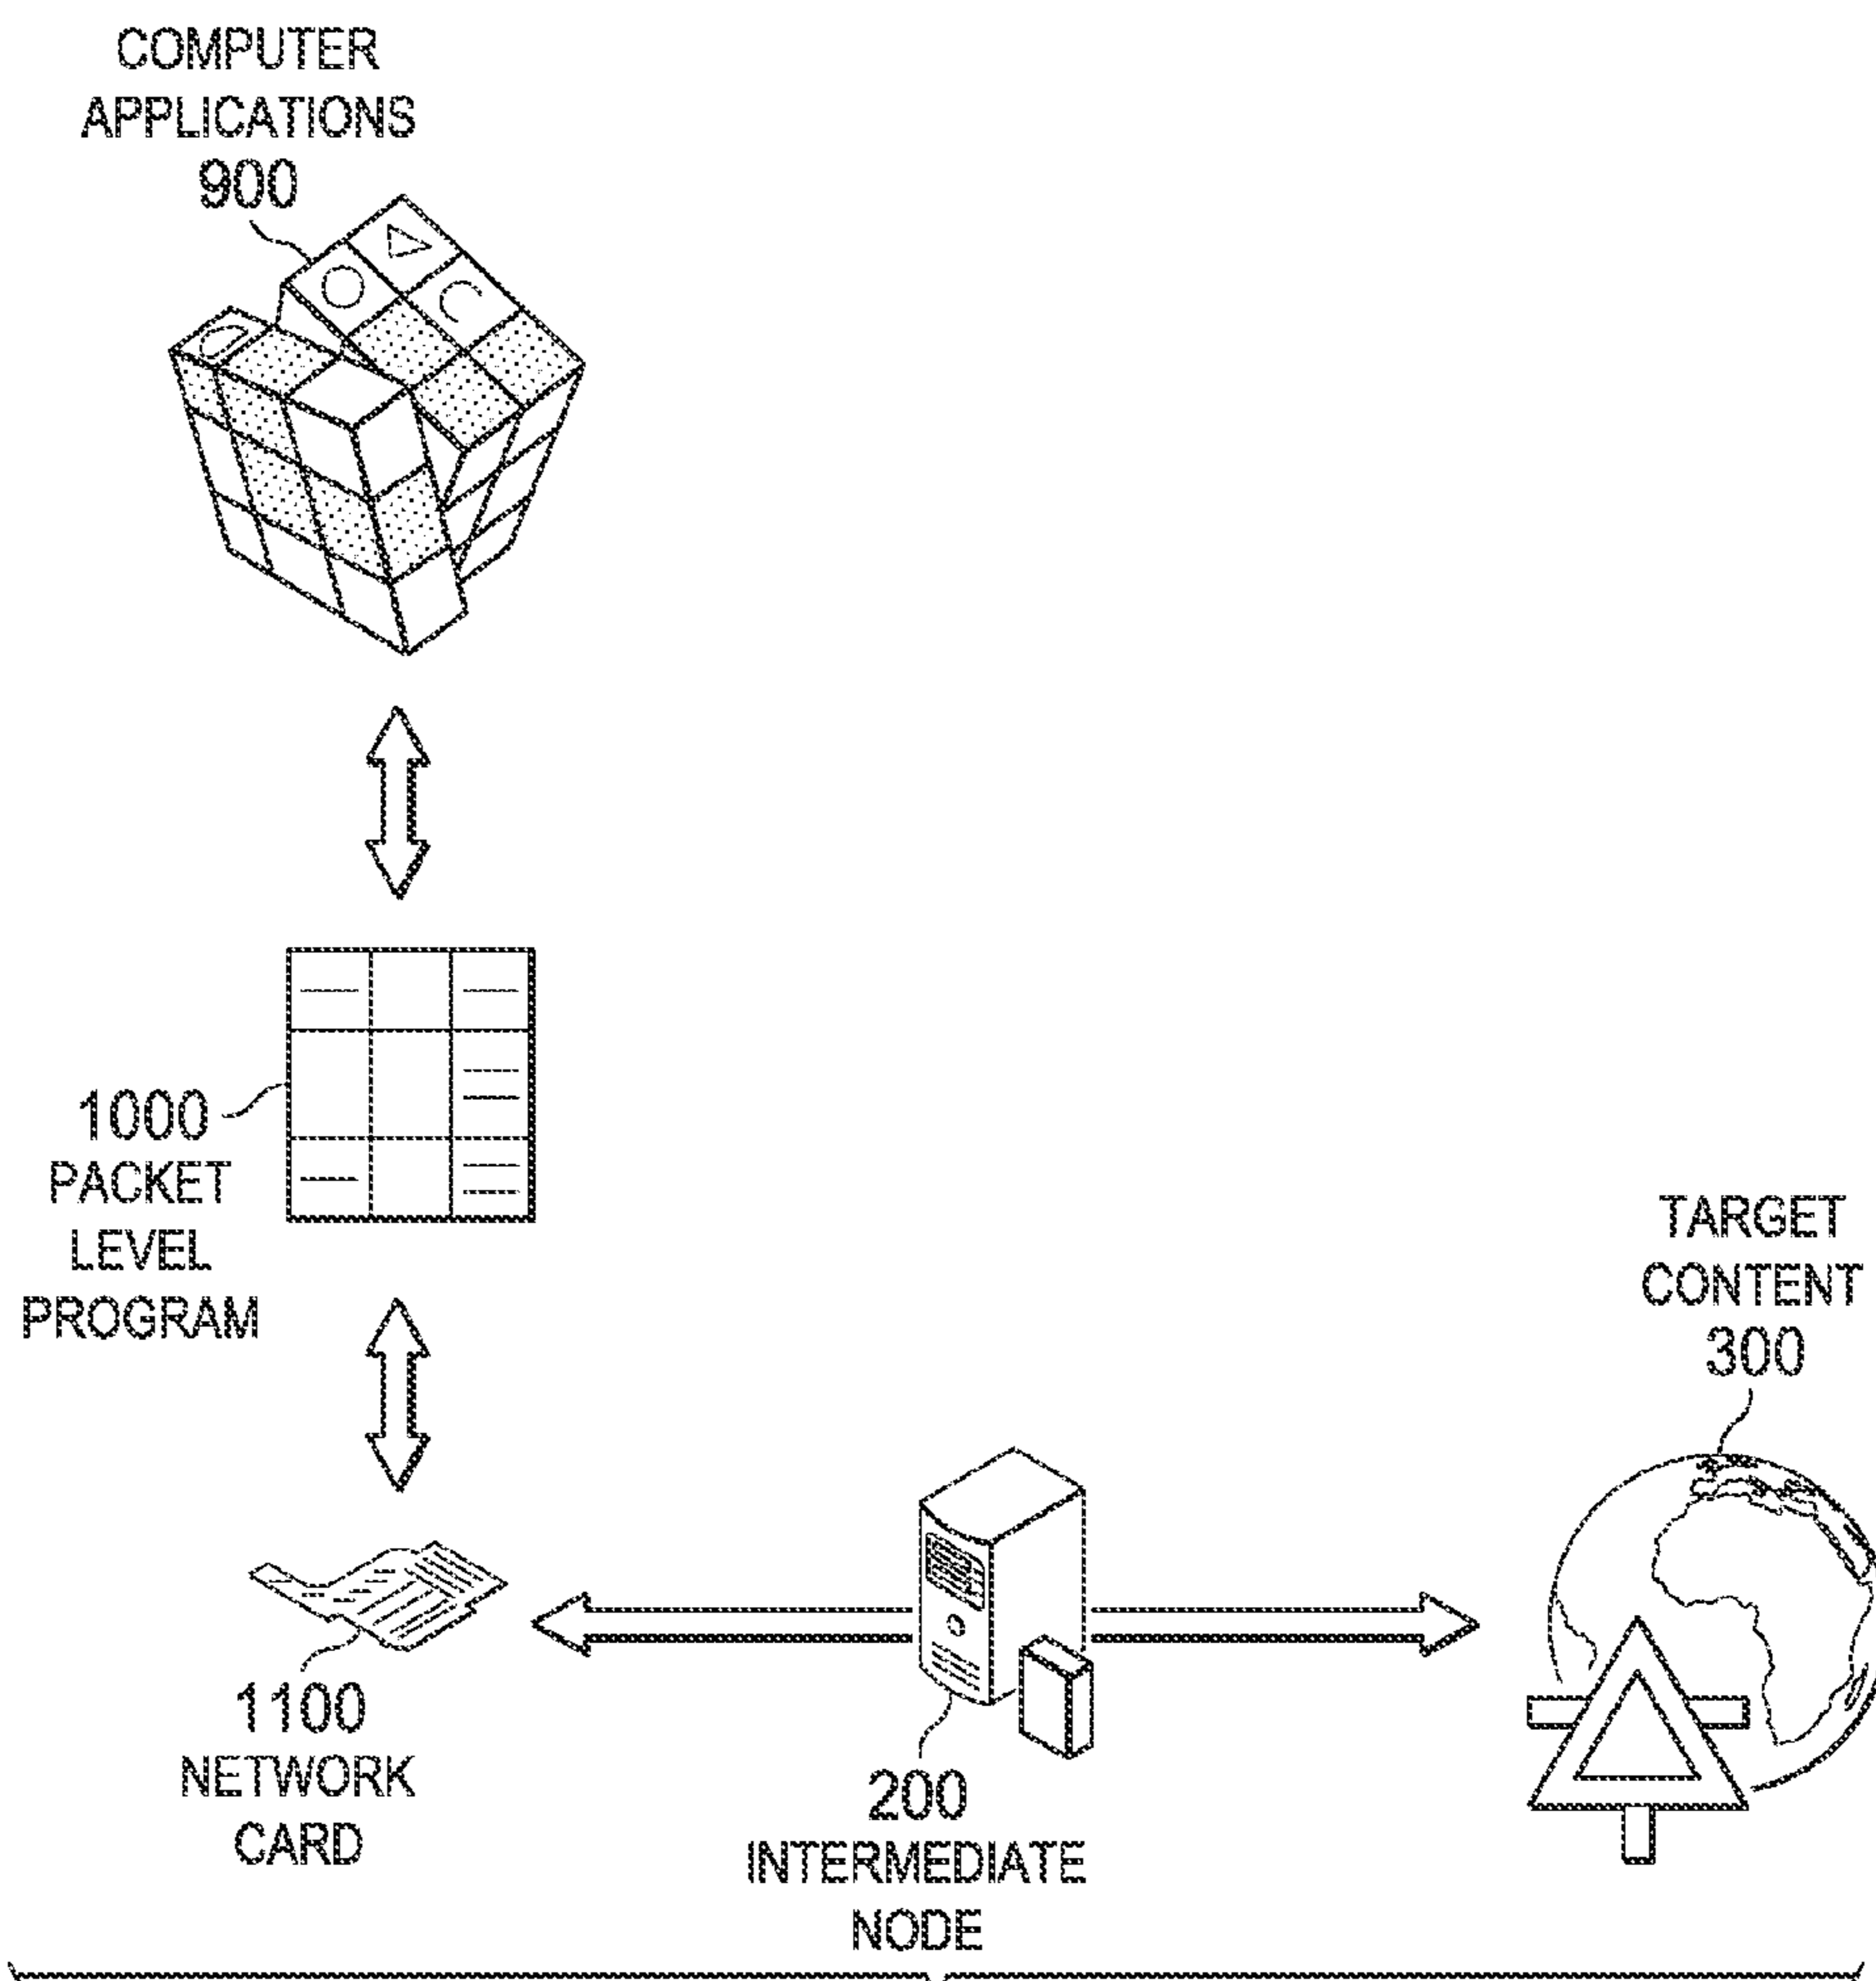 COMPUTER
APPLICATIONS
900
1000
PACKET
LEVEL
PROGRAM
TARGET
CONTENT
300
1100
NETWORK
CARD
200
INTERMEDIATE
NODE